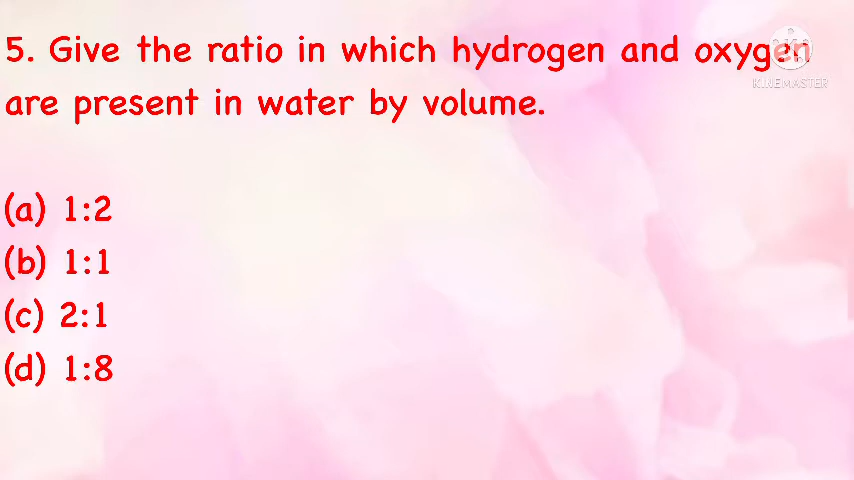 5. Give the ratio in which hydrogen and oxygen
are present in water by volume.
(a) 1:2
(b) 1:1
(c) 2:1
(d) 1:8
KINEMASTER